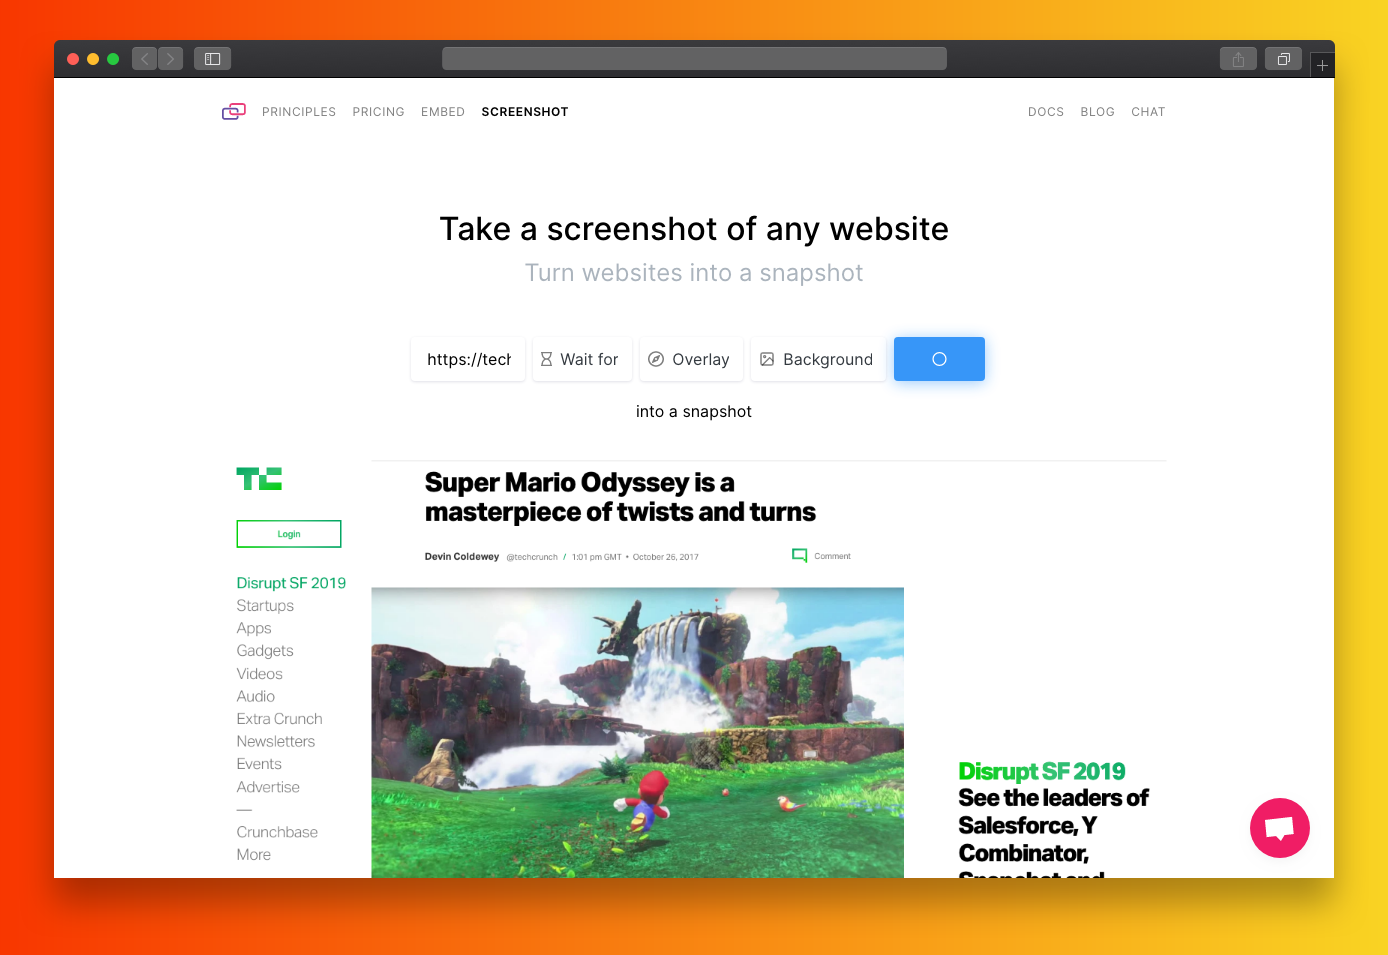 PRINCIPLES PRICING EMBED SCREENSHOT DOCS BLOG CHAT
Take a screenshot of any website
Turn websites into a snapshot
https://tech Wait for Overlay Background
into a snapshot
TC
Login
Disrupt SF 2019
Startups
Apps
Gadgets
Videos
Audio
Extra Crunch
Newsletters
Events
Advertise
—
Crunchbase
More
Super Mario Odyssey is a
masterpiece of twists and turns
Devin Coldewey @techcrunch / 1:01 pm GMT • October 26, 2017 Comment
Disrupt SF 2019
See the leaders of
Salesforce, Y
Combinator,
Snapchat and